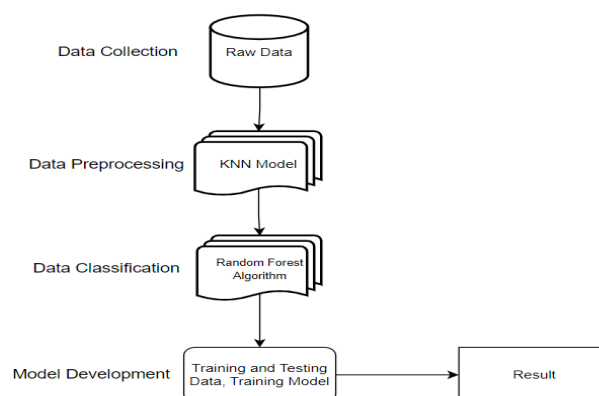 Data Collection
Raw Data
Data Preprocessing
KNN Model
Data Classification
Random Forest
Algorithm
Model Development
Training and Testing
Data, Training Model
Result